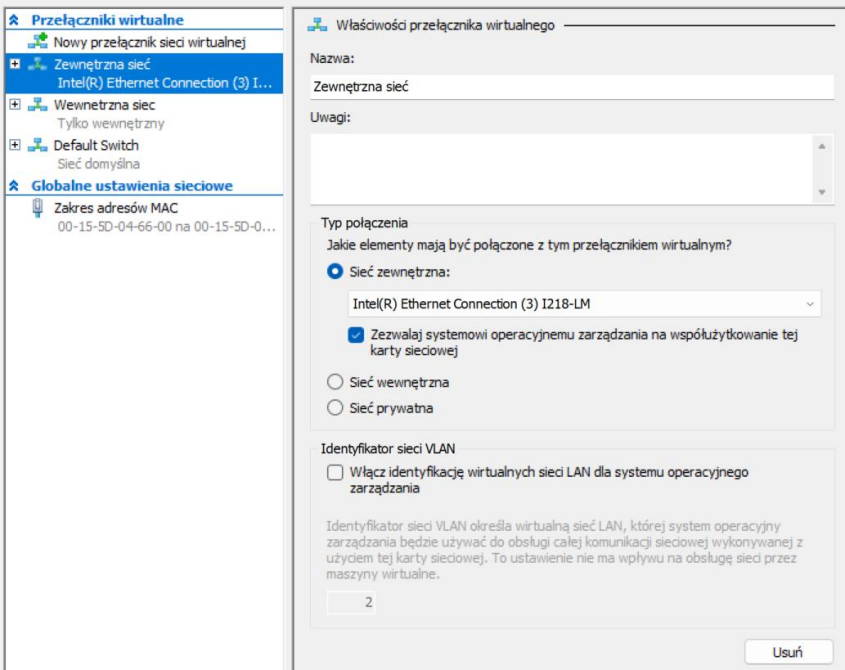 Przełączniki wirtualne
Nowy przełącznik sieci wirtualnej
Zewnętrzna sieć
Intel(R) Ethernet Connection (3) I...
Wewnetrzna siec
Tylko wewnętrzny
Default Switch
Sieć domyślna
Globalne ustawienia sieciowe
Zakres adresów MAC
00-15-5D-04-66-00 na 00-15-5D-0...
Właściwości przełącznika wirtualnego
Nazwa:
Zewnętrzna sieć
Uwagi:
Typ połączenia
Jakie elementy mają być połączone z tym przełącznikiem wirtualnym?
Sieć zewnętrzna:
Intel(R) Ethernet Connection (3) I218-LM
Zezwalaj systemowi operacyjnemu zarządzania na współużytkowanie tej
karty sieciowej
Sieć wewnętrzna
Sieć prywatna
Identyfikator sieci VLAN
Włącz identyfikację wirtualnych sieci LAN dla systemu operacyjnego
zarządzania
Identyfikator sieci VLAN określa wirtualną sieć LAN, której system operacyjny
zarządzania będzie używać do obsługi całej komunikacji sieciowej wykonywanej z
użyciem tej karty sieciowej. To ustawienie nie ma wpływu na obsługę sieci przez
maszyny wirtualne.
2
Usuń